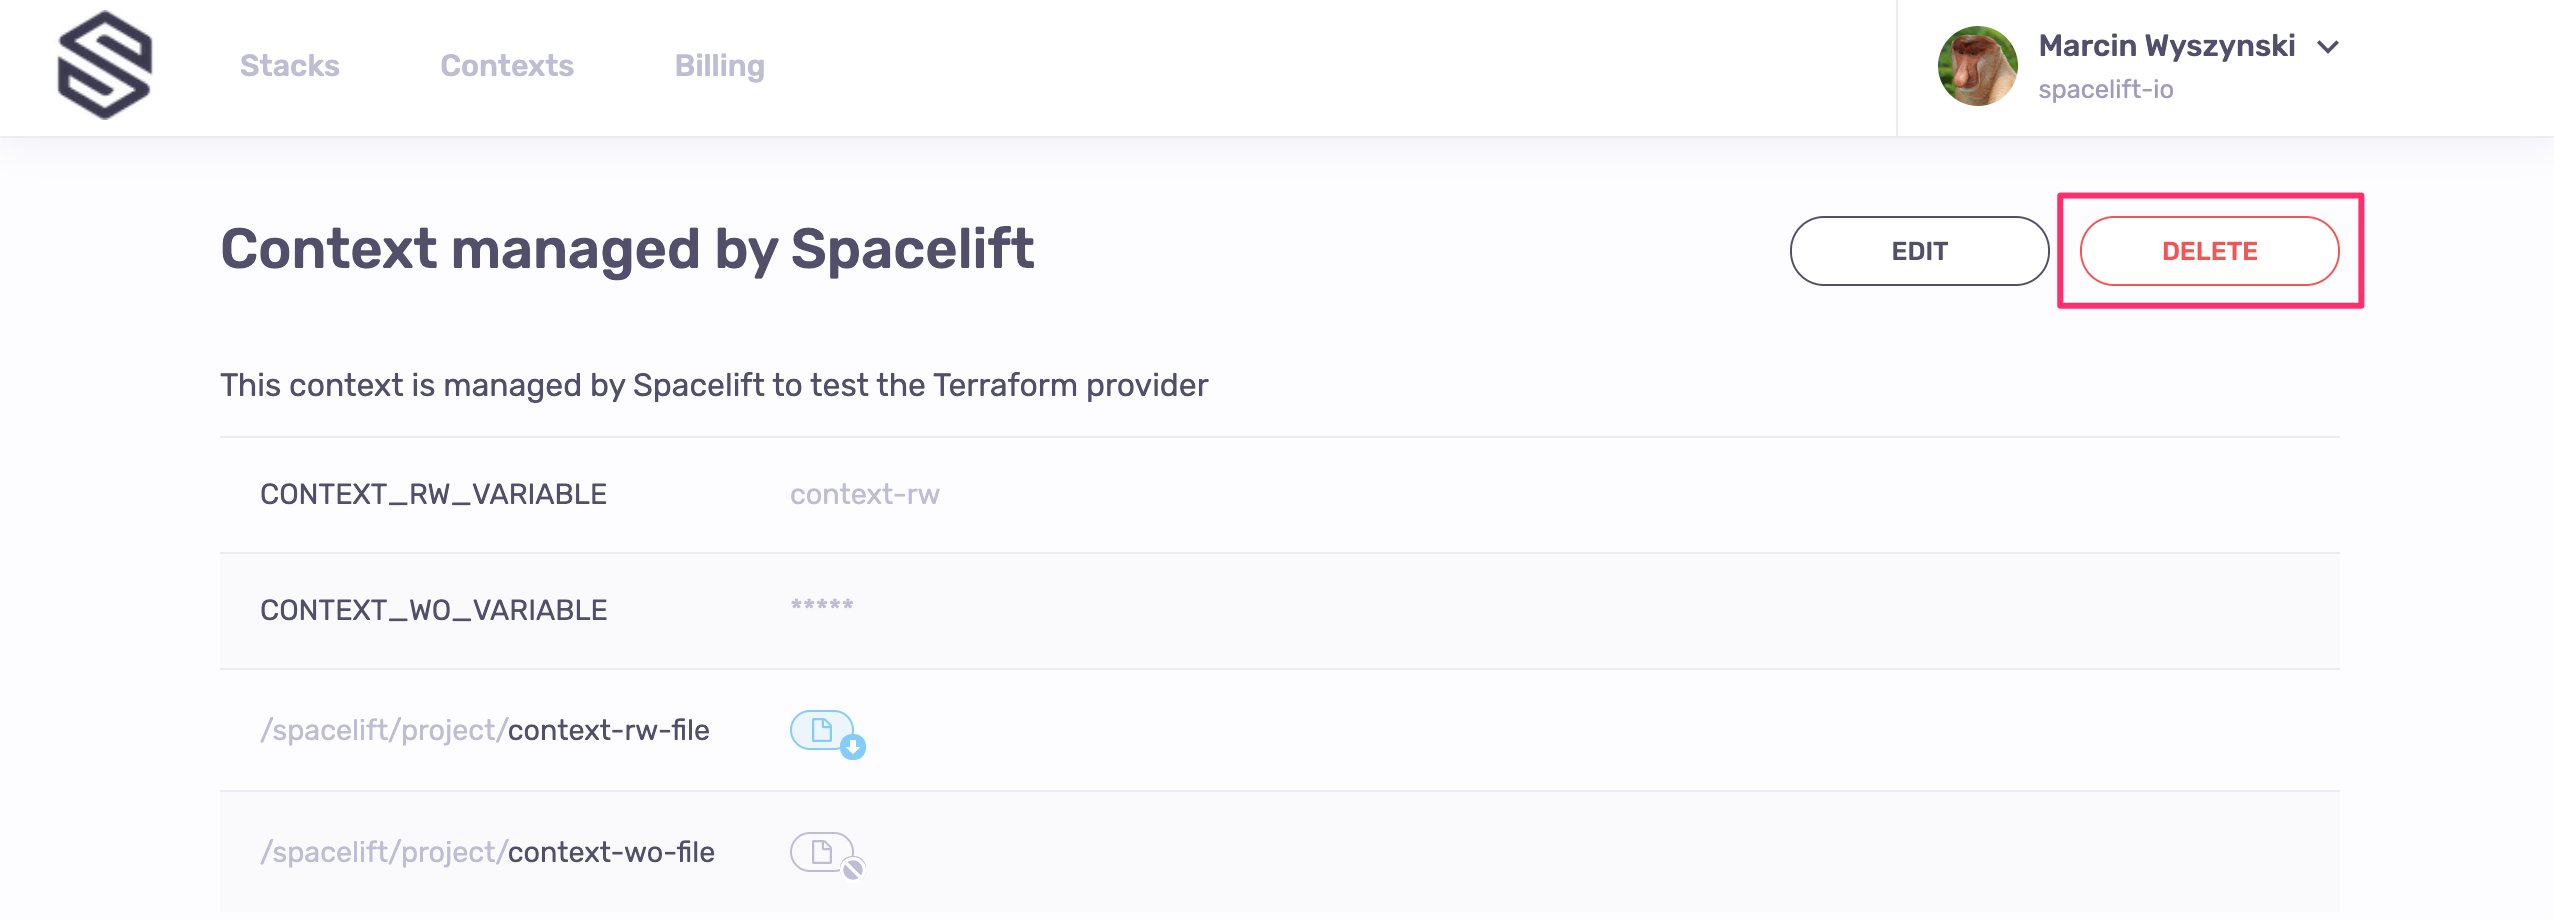 Stacks Contexts Billing
Marcin Wyszynski
spacelift-io
Context managed by Spacelift
EDIT
DELETE
This context is managed by Spacelift to test the Terraform provider
CONTEXT_RW_VARIABLE context-rw
CONTEXT_WO_VARIABLE *****
/spacelift/project/context-rw-file
/spacelift/project/context-wo-file